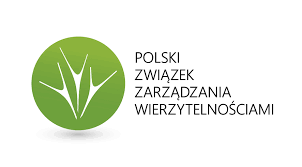 POLSKI
ZWIĄZEK
ZARZĄDZANIA
WIERZYTELNOŚCIAMI